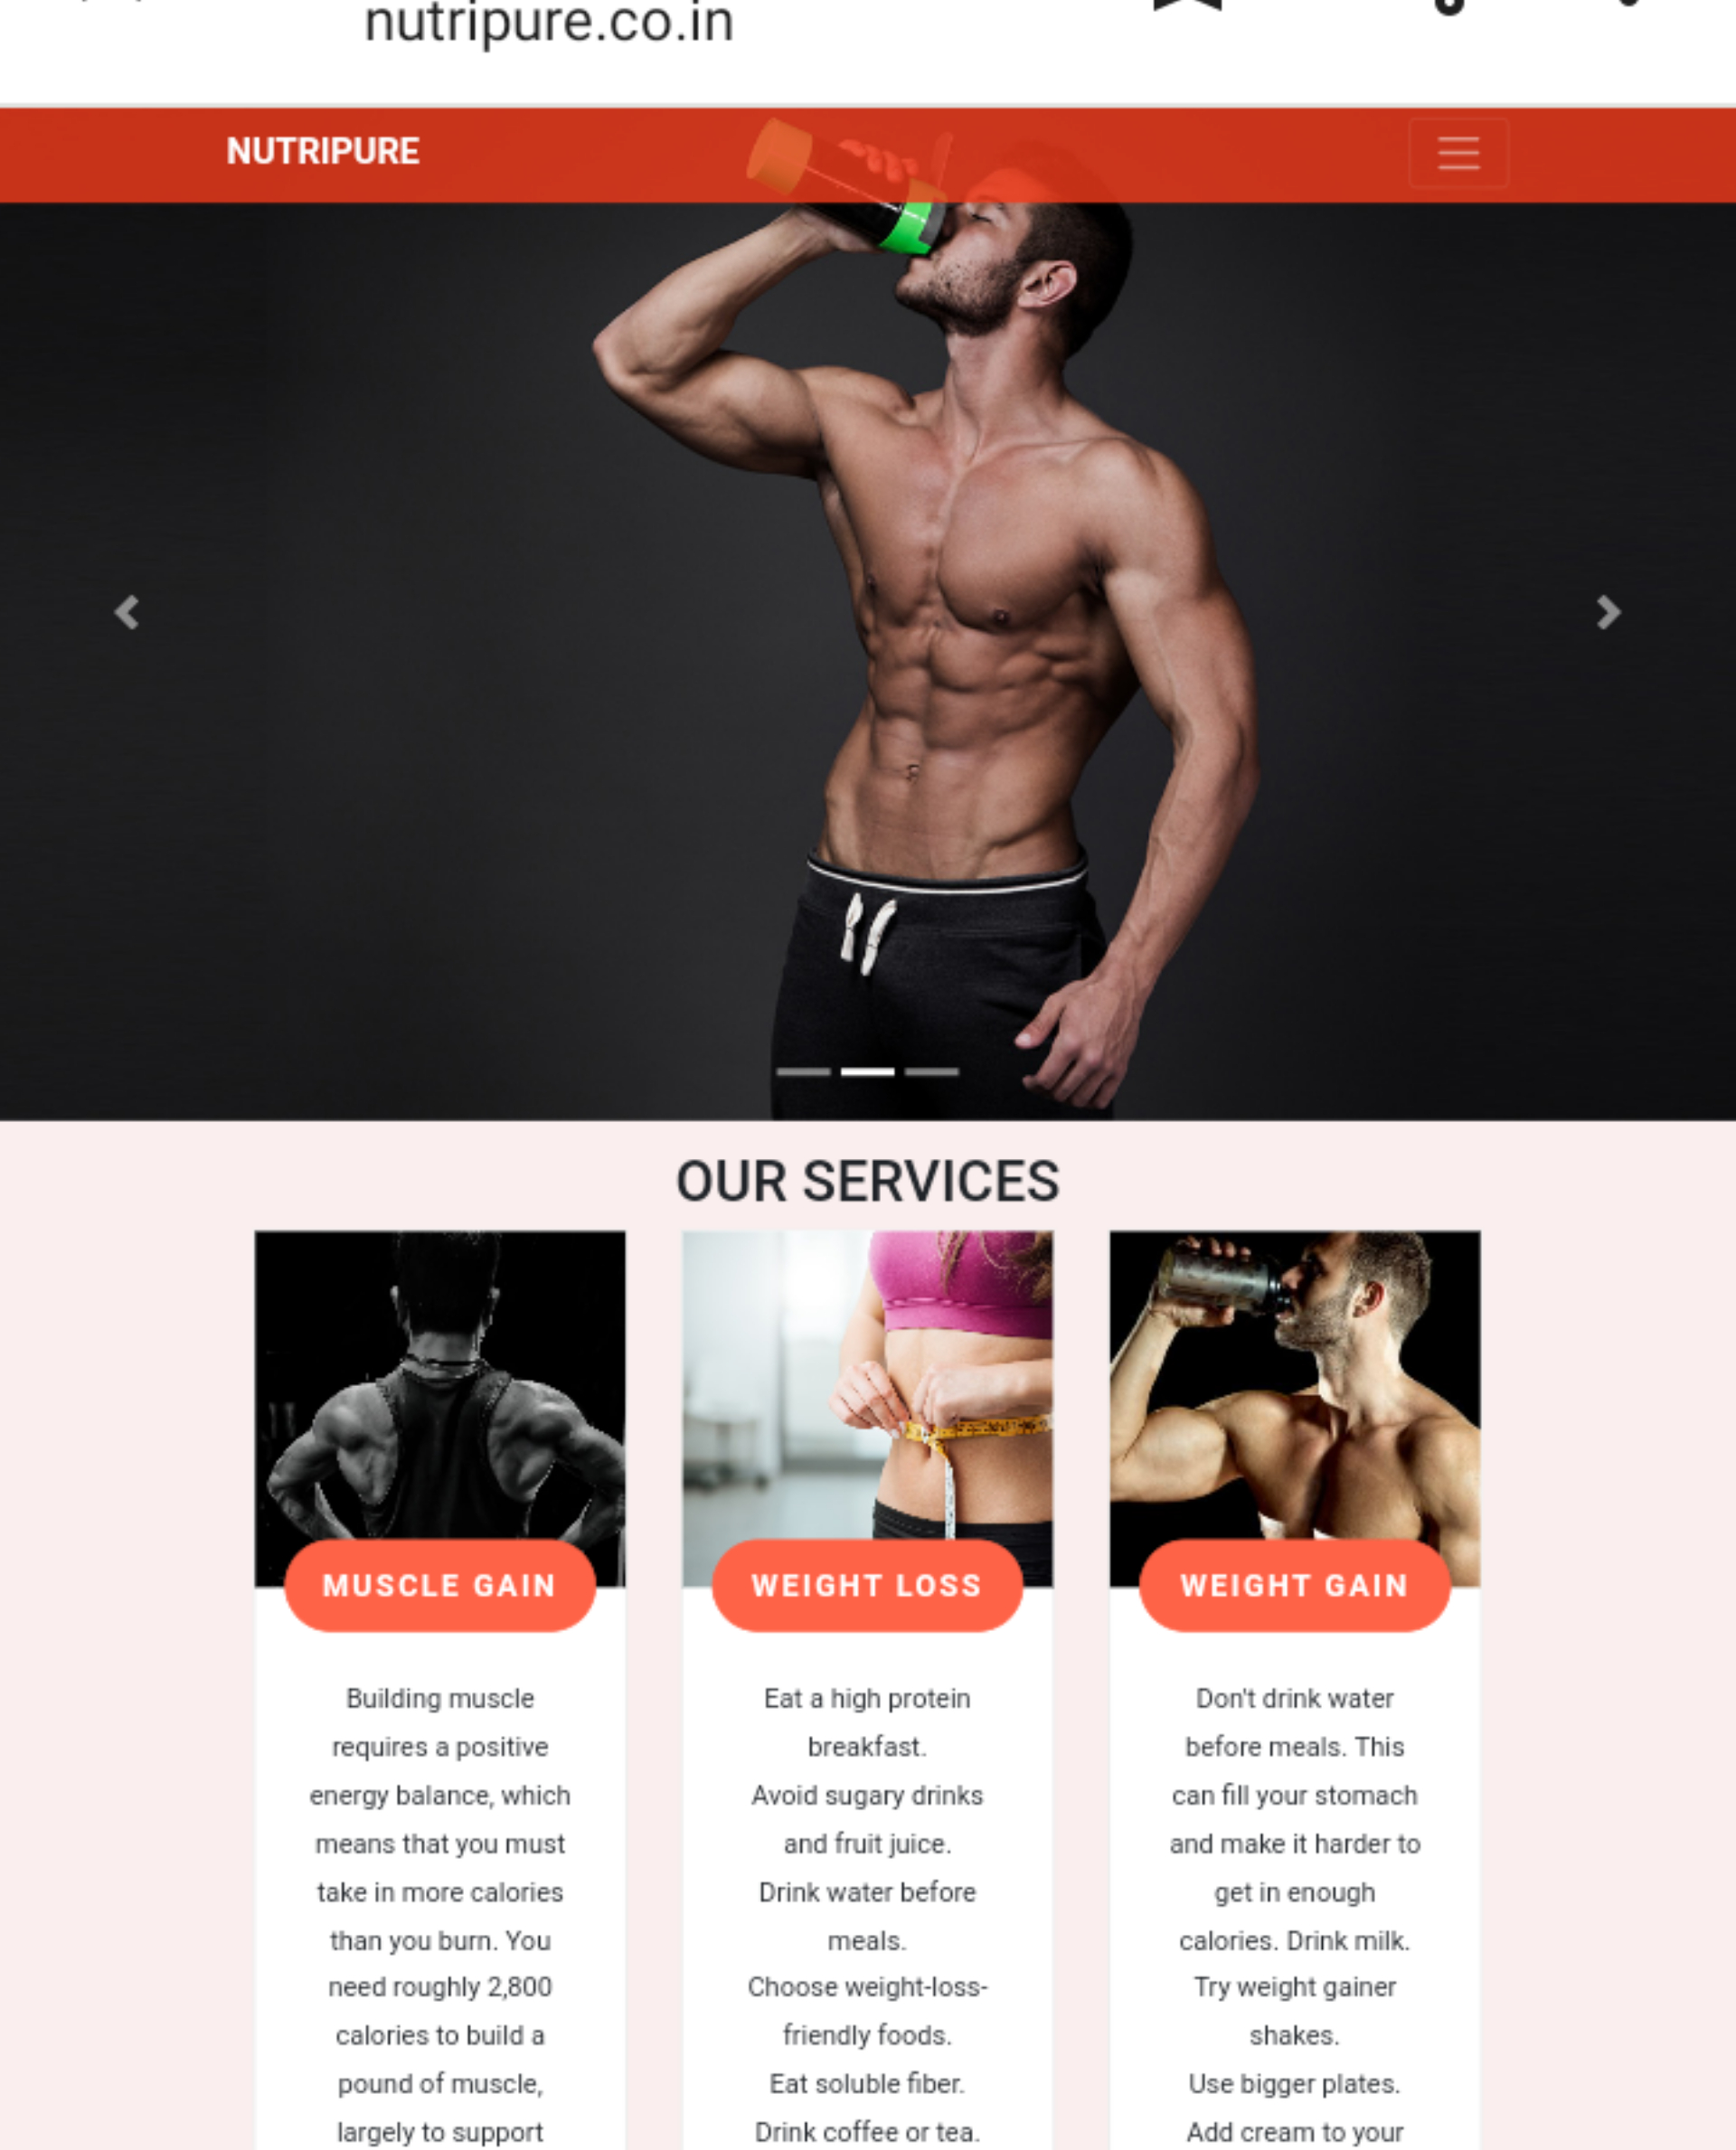 nutripure.co.in
NUTRIPURE
OUR SERVICES
MUSCLE GAIN
Building muscle
requires a positive
energy balance, which
means that you must
take in more calories
than you burn. You
need roughly 2,800
calories to build a
pound of muscle,
largely to support
WEIGHT LOSS
Eat a high protein
breakfast.
Avoid sugary drinks
and fruit juice.
Drink water before
meals.
Choose weight-loss-
friendly foods.
Eat soluble fiber.
Drink coffee or tea.
WEIGHT GAIN
Don't drink water
before meals. This
can fill your stomach
and make it harder to
get in enough
calories. Drink milk.
Try weight gainer
shakes.
Use bigger plates.
Add cream to your